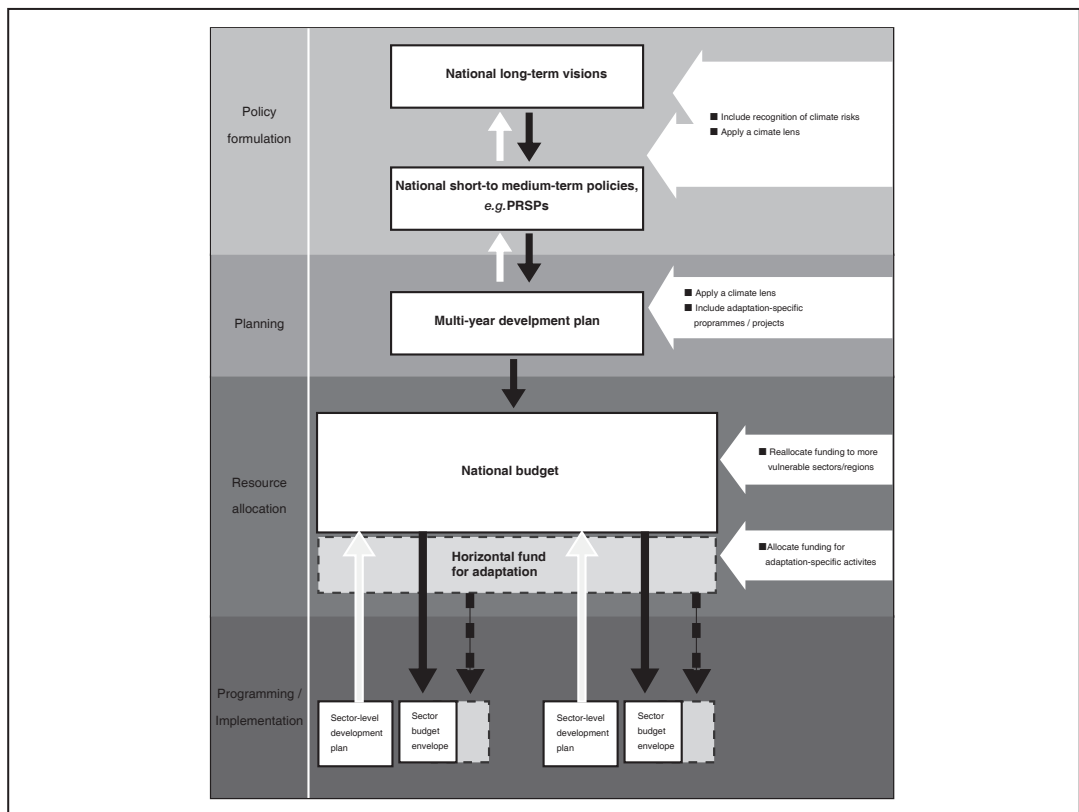 National long-term visions
Policy
formulation
■ Include recognition of climate risks
■ Apply a cimate lens
National short-to medium-term policies,
e.g.PRSPs
Planning
Multi-year develpment plan
■ Apply a climate lens
■ Include adaptation-specific
proprammes / projects
Resource
allocation
National budget
■ Reallocate funding to more
vulnerable sectors/regions
Horizontal fund
for adaptation
■Allocate funding for
adaptation-specific activites
Programming /
Implementation
Sector-level
development
plan
Sector
budget
envelope
Sector-level
development
plan
Sector
budget
envelope